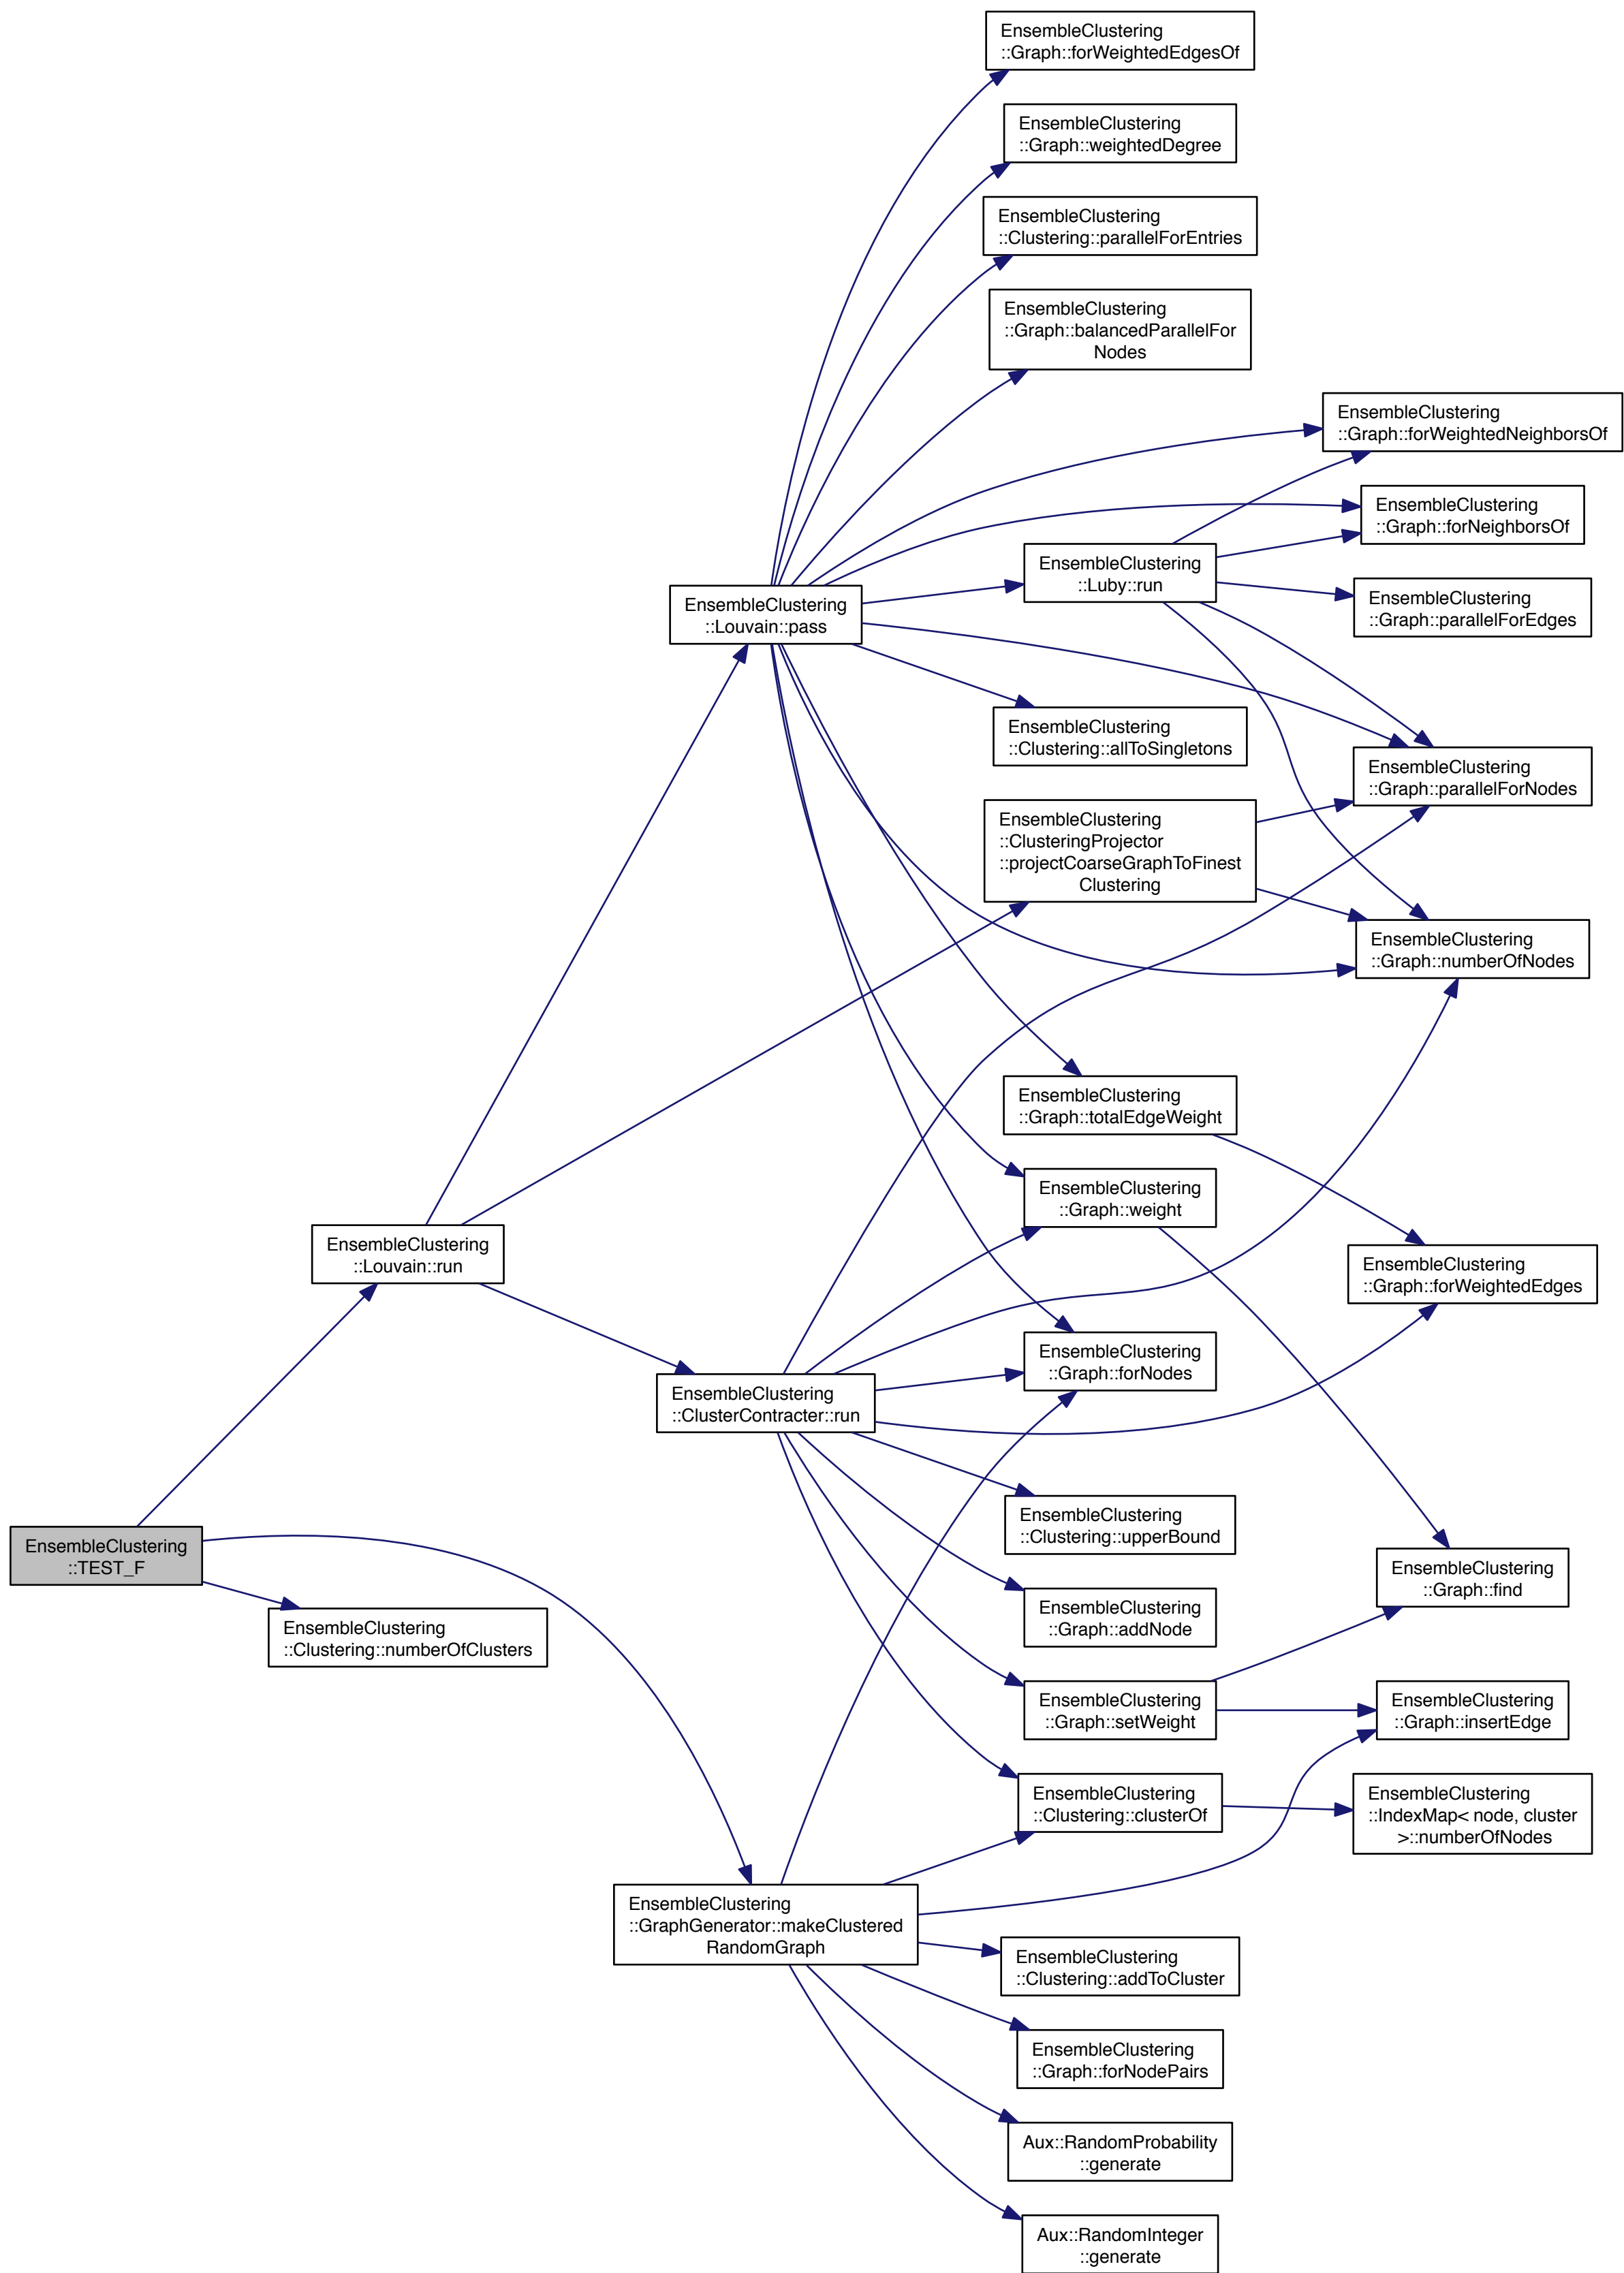 EnsembleClustering
::Graph::forWeightedEdgesOf
EnsembleClustering
::Graph::weightedDegree
EnsembleClustering
::Clustering::parallelForEntries
EnsembleClustering
::Graph::balancedParallelFor
Nodes
EnsembleClustering
::Graph::forWeightedNeighborsOf
EnsembleClustering
::Graph::forNeighborsOf
EnsembleClustering
::Luby::run
EnsembleClustering
::Graph::parallelForEdges
EnsembleClustering
::Louvain::pass
EnsembleClustering
::Clustering::allToSingletons
EnsembleClustering
::Graph::parallelForNodes
EnsembleClustering
::ClusteringProjector
::projectCoarseGraphToFinest
Clustering
EnsembleClustering
::Graph::numberOfNodes
EnsembleClustering
::Graph::totalEdgeWeight
EnsembleClustering
::Graph::weight
EnsembleClustering
::Louvain::run
EnsembleClustering
::Graph::forWeightedEdges
EnsembleClustering
::Graph::forNodes
EnsembleClustering
::ClusterContracter::run
EnsembleClustering
::Clustering::upperBound
EnsembleClustering
::TEST_F
EnsembleClustering
::Graph::find
EnsembleClustering
::Graph::addNode
EnsembleClustering
::Clustering::numberOfClusters
EnsembleClustering
::Graph::setWeight
EnsembleClustering
::Graph::insertEdge
EnsembleClustering
::Clustering::clusterOf
EnsembleClustering
::IndexMap< node, cluster
>::numberOfNodes
EnsembleClustering
::GraphGenerator::makeClustered
RandomGraph
EnsembleClustering
::Clustering::addToCluster
EnsembleClustering
::Graph::forNodePairs
Aux::RandomProbability
::generate
Aux::RandomInteger
::generate